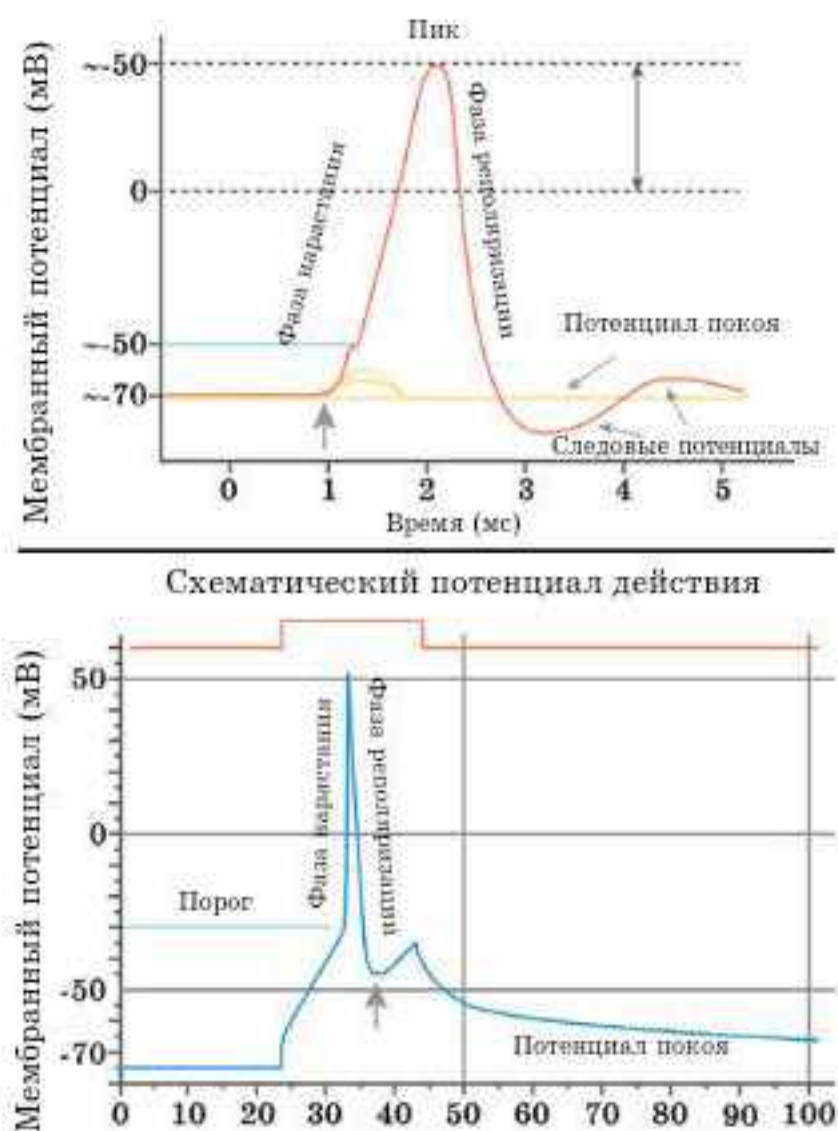 Пик
Мембранный потенциал (мВ)
~-50
0
~-50
~-70
Фаза нарастания
Фаза реполяризации
Потенциал покоя
Следовые потенциалы
0 1 2 3 4 5
Время (мс)
Схематический потенциал действия
Мембранный потенциал (мВ)
50
0
-50
-70
Порог
Фаза нарастания
Фаза реполяризации
Потенциал покоя
0 10 20 30 40 50 60 70 80 90 100